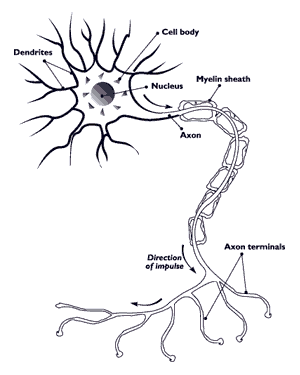 Cell body
Dendrites
Myelin sheath
Nucleus
Axon
Direction
of impulse
Axon terminals